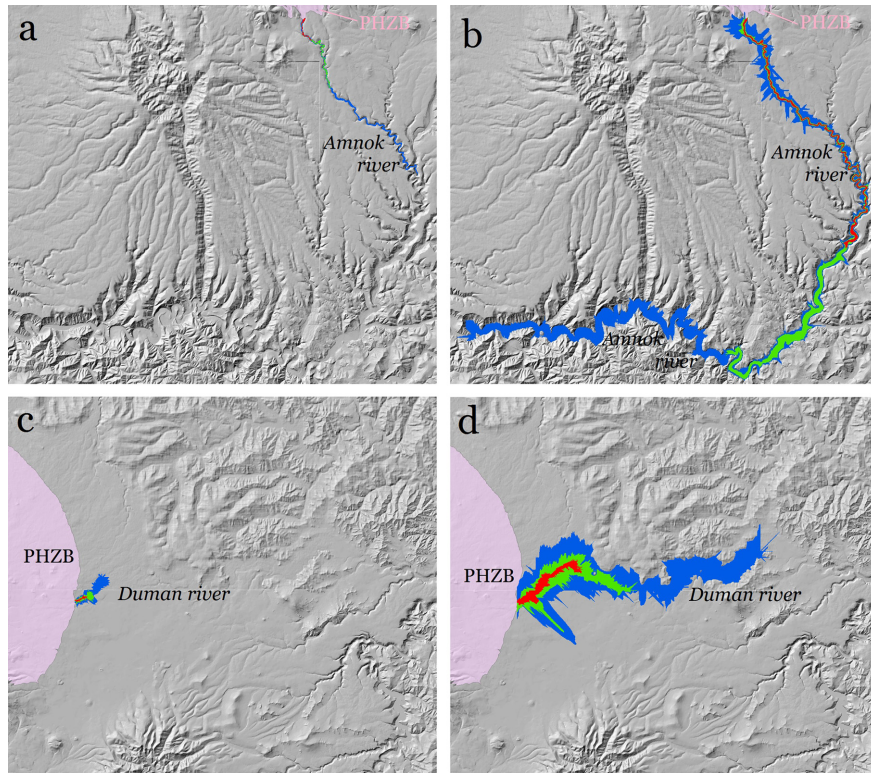 a
PHZB
Amnok
river
b
PHZB
Amnok
river
Amnok
river
c
PHZB
Duman river
d
PHZB
Duman river